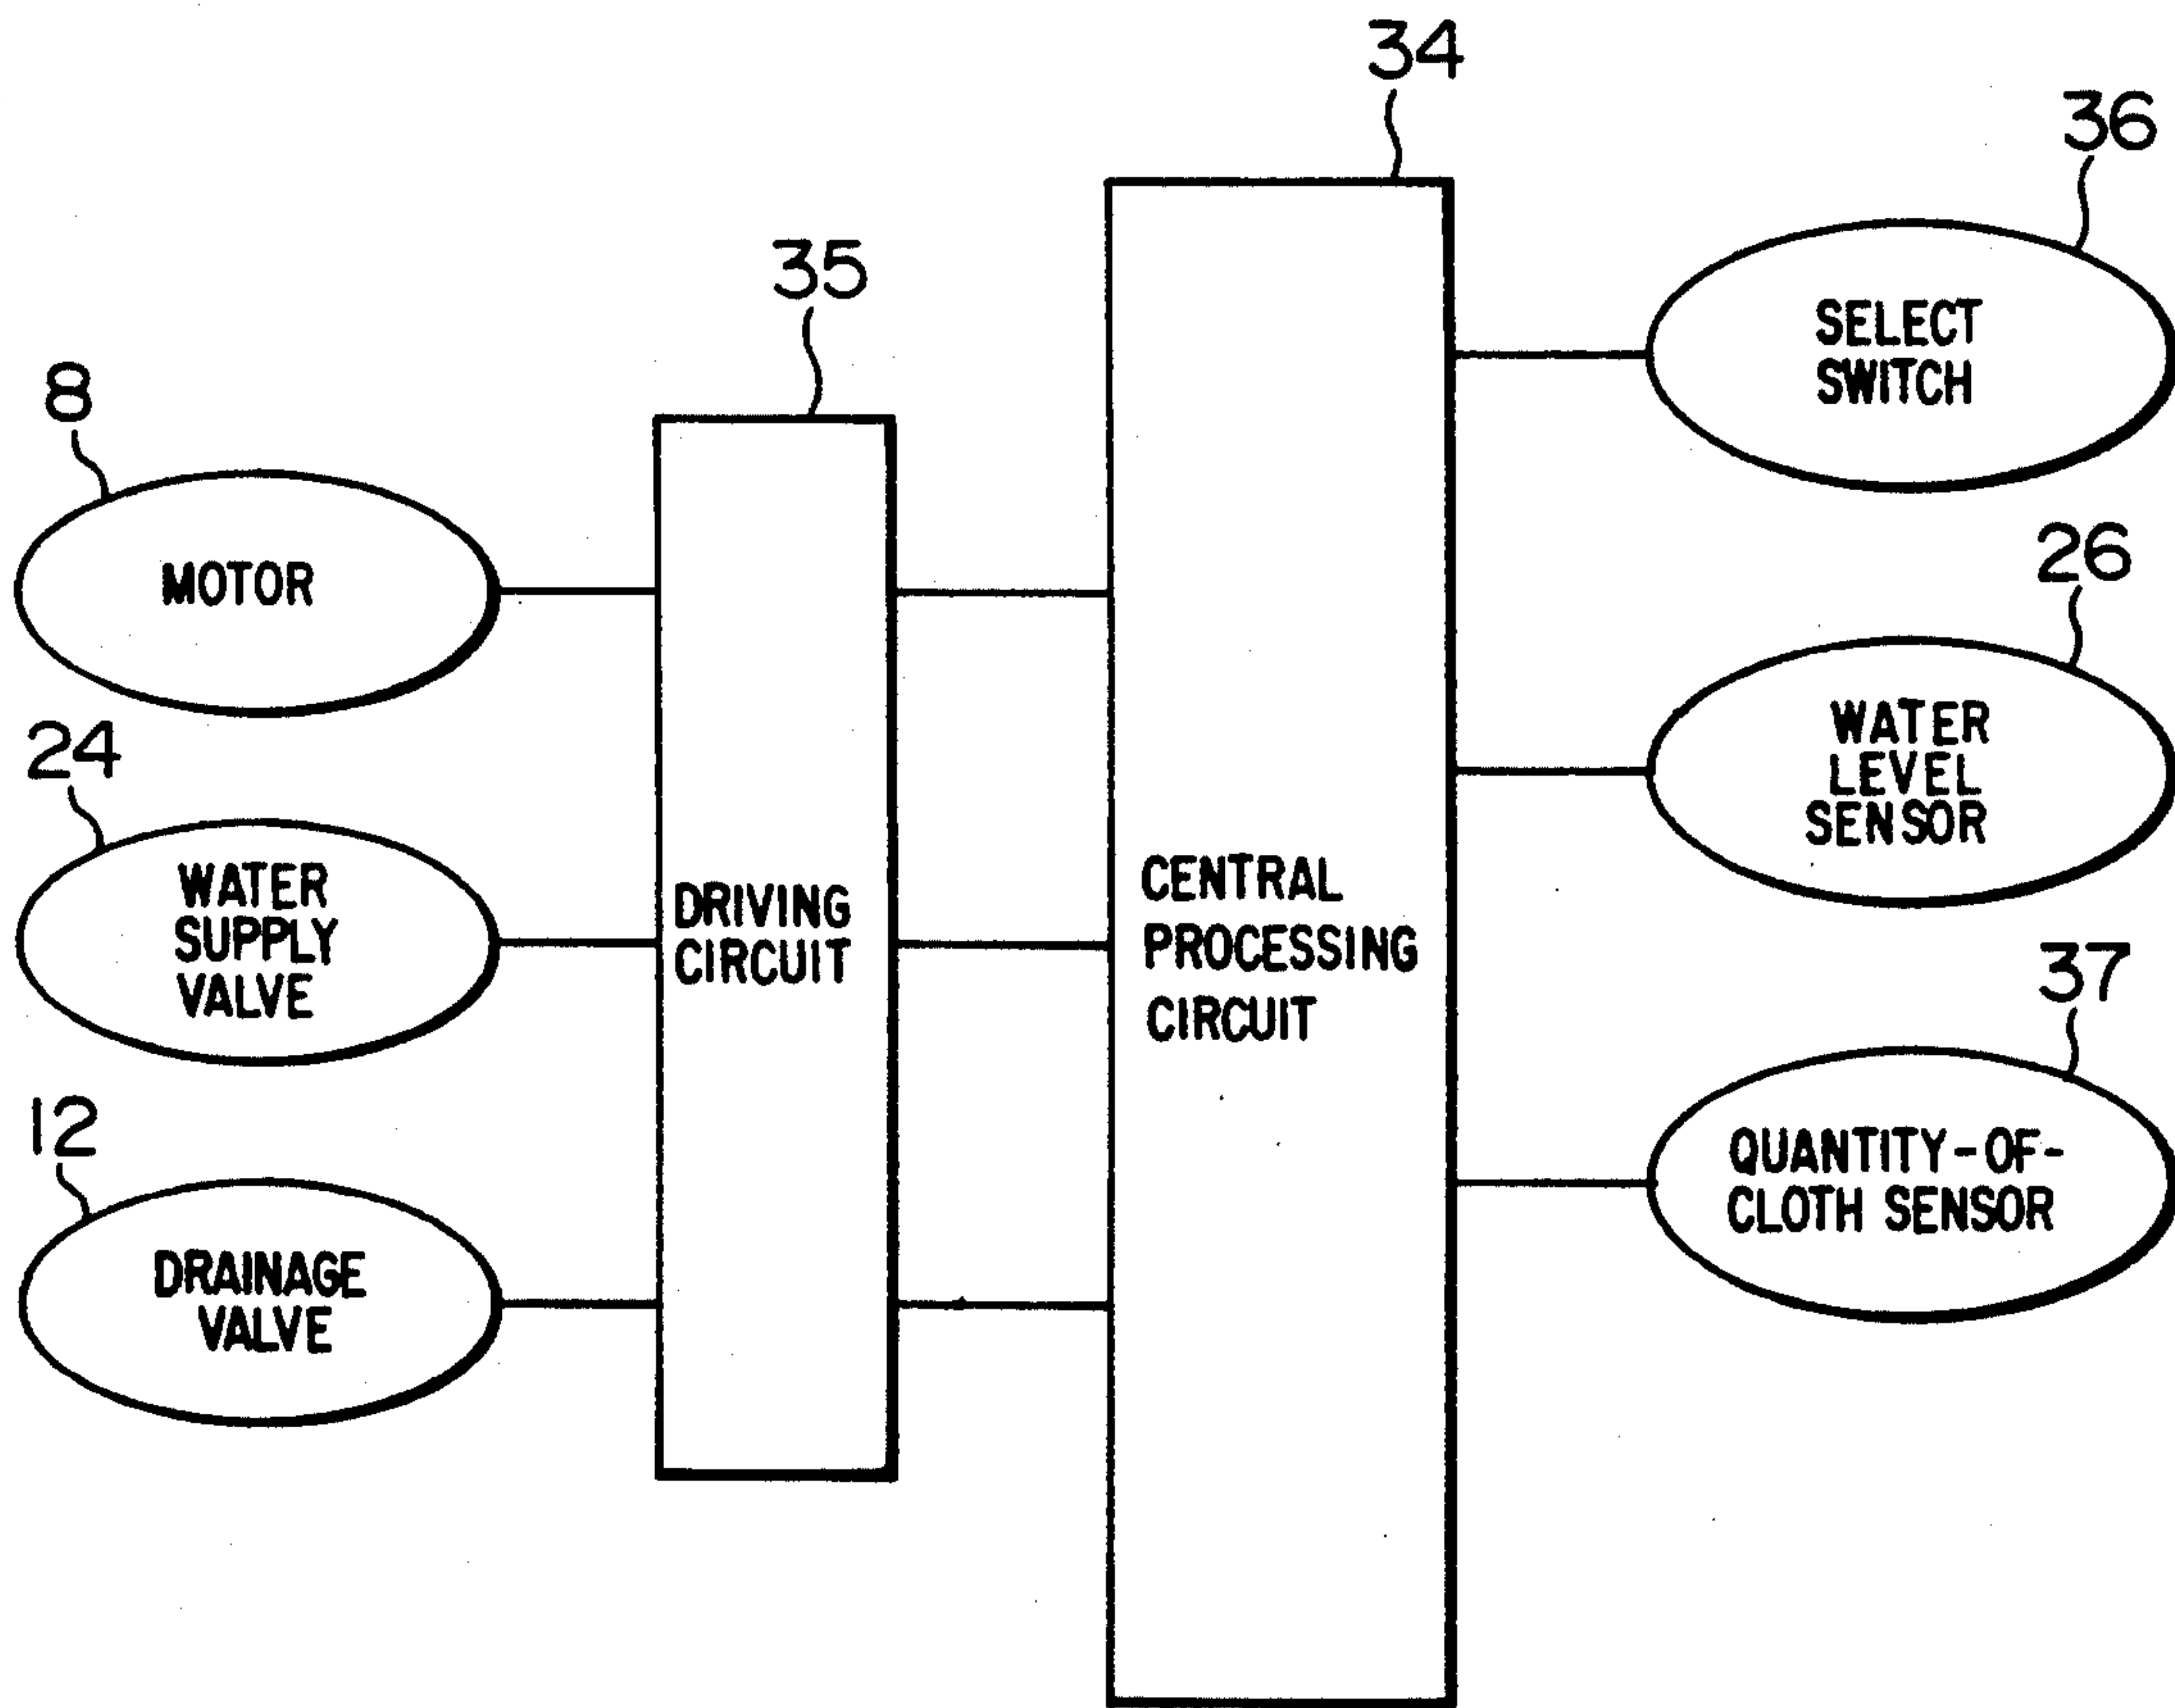 34
36
SELECT
SWITCH
35
8
MOTOR
26
WATER
LEVEL
SENSOR
24
WATER
SUPPLY
VALVE
DRIVING
CIRCUIT
CENTRAL
PROCESSING
CIRCUIT
37
QUANTITY-OF-
CLOTH SENSOR
12
DRAINAGE
VALVE